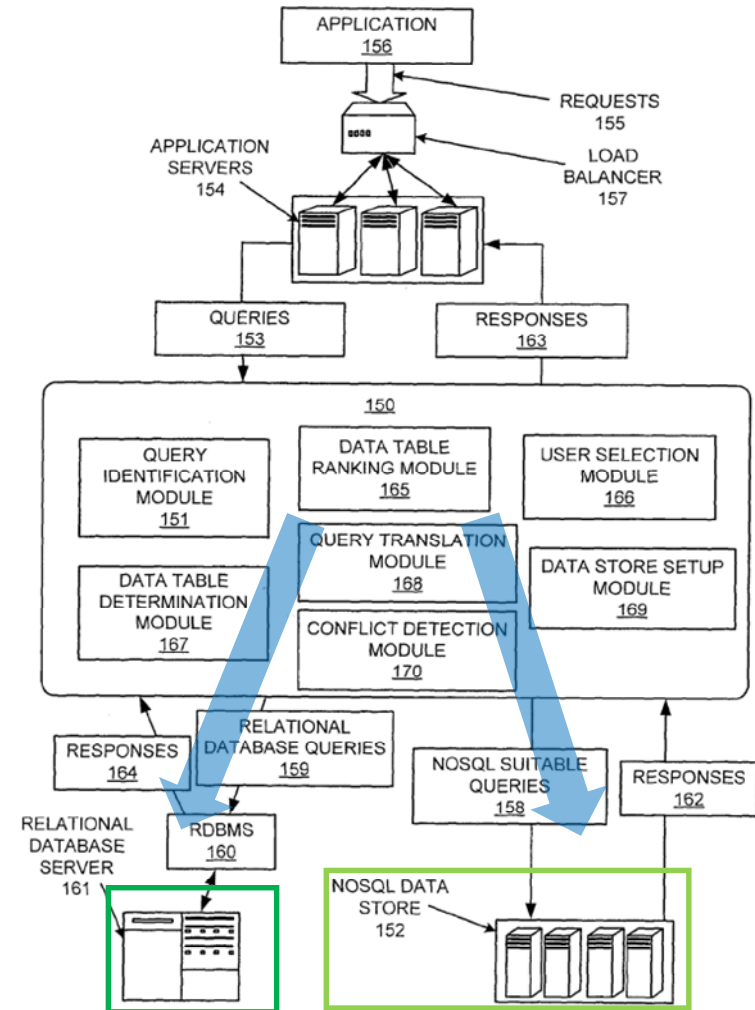 APPLICATION
156
REQUESTS
155
APPLICATION
SERVERS
154
LOAD
BALANCER
157
QUERIES
153
RESPONSES
163
150
QUERY
IDENTIFICATION
MODULE
151
DATA TABLE
RANKING MODULE
165
USER SELECTION
MODULE
166
DATA TABLE
DETERMINATION
MODULE
167
QUERY TRANSLATION
MODULE
168
DATA STORE SETUP
MODULE
169
CONFLICT DETECTION
MODULE
170
RESPONSES
164
RELATIONAL
DATABASE QUERIES
159
NOSQL SUITABLE
QUERIES
158
RESPONSES
162
RELATIONAL
DATABASE
SERVER
161
RDBMS
160
NOSQL DATA
STORE
152